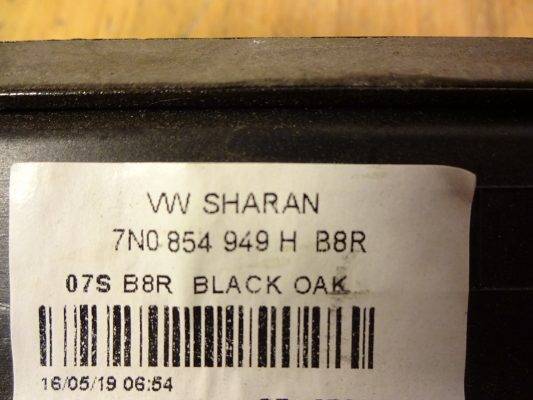 VW SHARAN
7N0 854 949 H B8R
07S B8R BLACK OAK
16/05/19 06:54